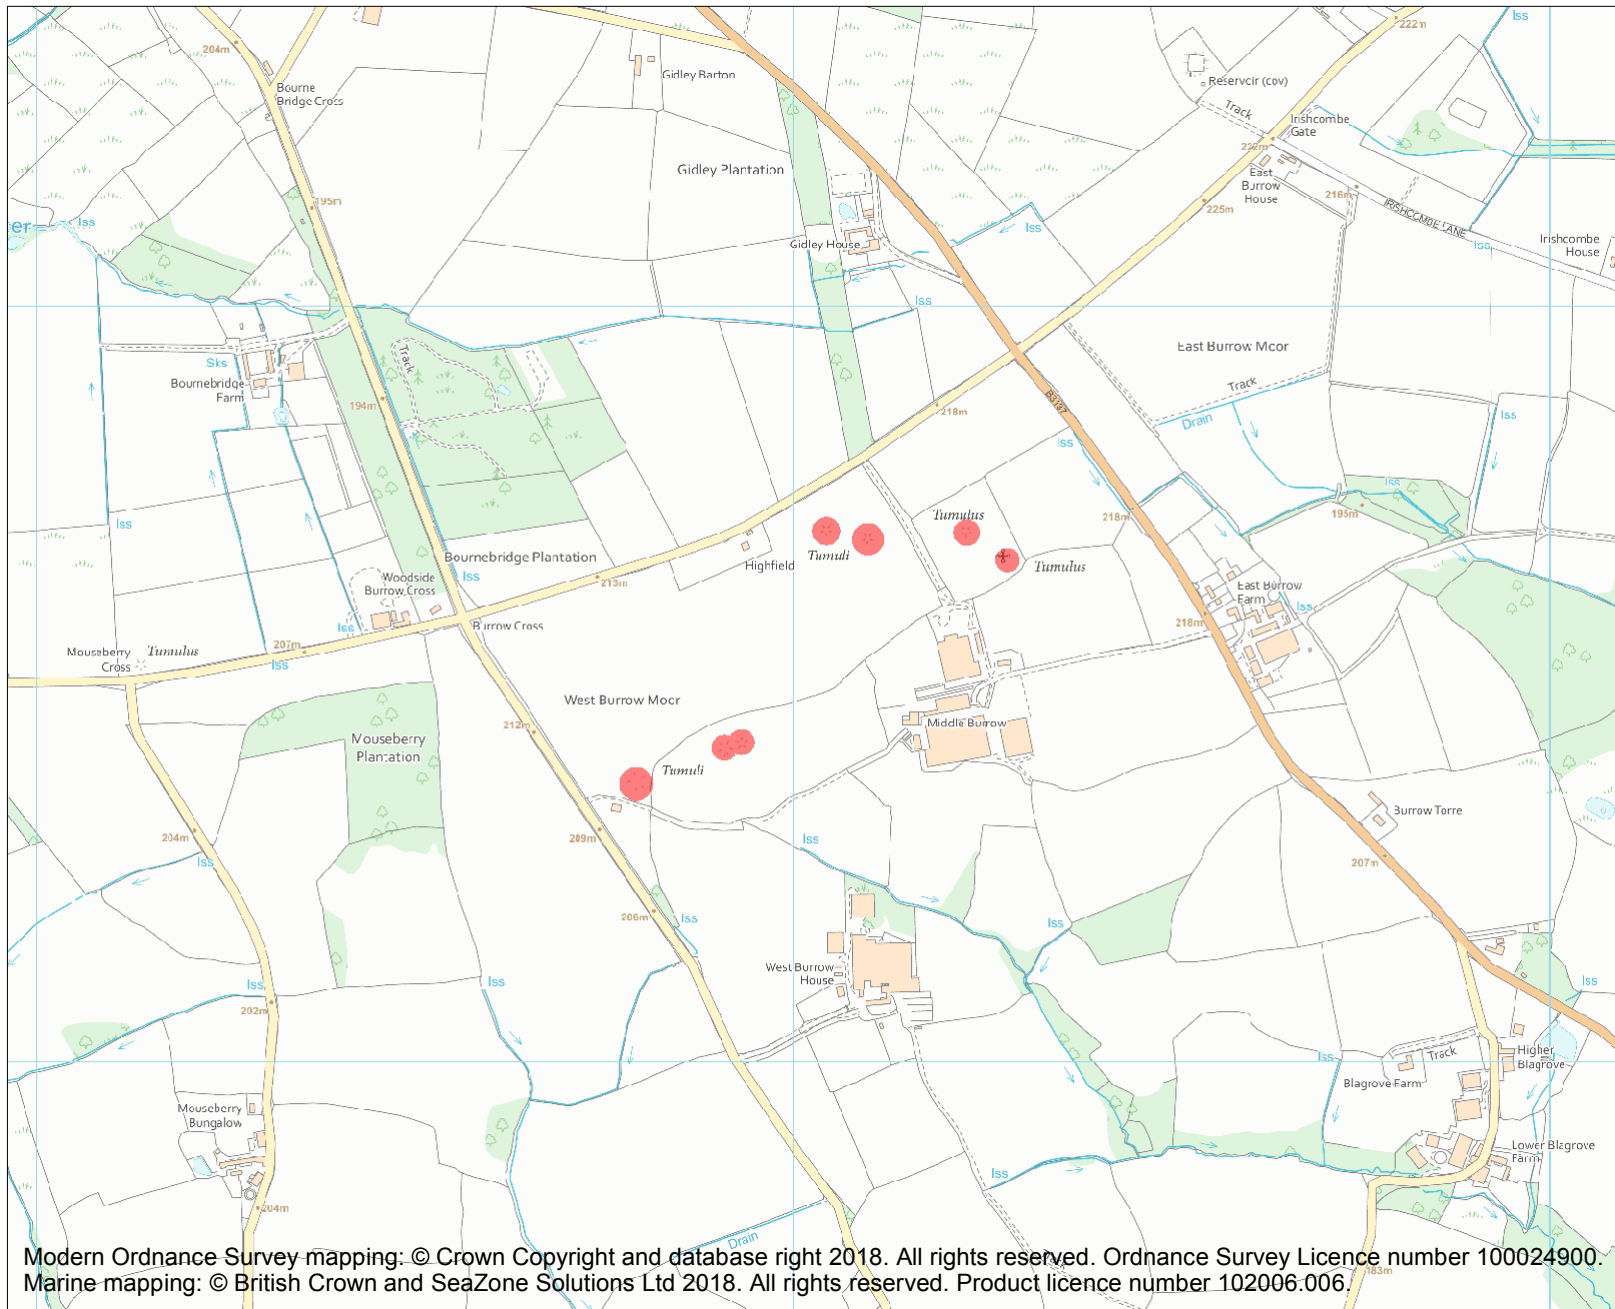 204m
222m
Iss
Gidley Barton
Reservoir (cov)
Bourne
Bridge Cross
Track
Irishcombe
Gate
222m
Gidley Plantation
East
Burrow
House
216m
195m
225m
IRISHCOMBE LANE
er
Iss
Iss
Iss
Gidley House
Irishcombe
House
Iss
Track
East Burrow Moor
Sks
Bournebridge
Farm
Track
194m
218m
B3137
Drain
Iss
Iss
Iss
195m
Iss
Tumulus
218m
Bournebridge Plantation
Tumuli
Highfield
Tumulus
Woodside
Burrow Cross
Iss
213m
East Burrow
Farm
Iss
Iss
Burrow Cross
218m
Mouseberry
Cross
Tumulus
207m
Iss
West Burrow Moor
212m
Middle Burrow
Mouseberry
Plantation
Tumuli
Burrow Torre
204m
209m
Iss
Iss
207m
206m
Iss
Iss
West Burrow
House
Iss
Iss
Iss
202m
Iss
Track
Higher
Blagrove
Blagrove Farm
Mouseberry
Bungalow
Lower Blagrove
Farm
Iss
204m
Drain
183m
Modern Ordnance Survey mapping: © Crown Copyright and database right 2018. All rights reserved. Ordnance Survey Licence number 100024900.
Marine mapping: © British Crown and SeaZone Solutions Ltd 2018. All rights reserved. Product licence number 102006.006.